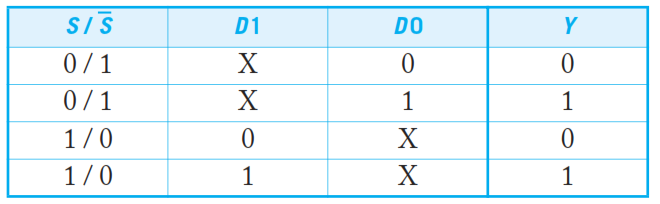 S / S̅ D1 D0 Y
0 / 1 X 0 0
0 / 1 X 1 1
1 / 0 0 X 0
1 / 0 1 X 1